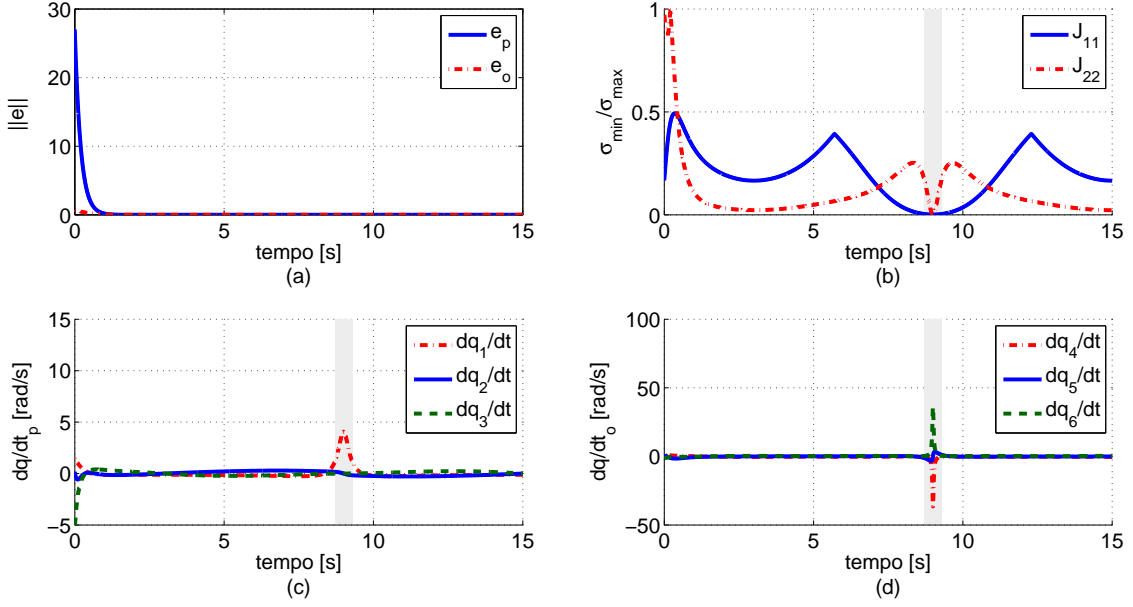 30
20
10
0
||e||
e_p
e_o
0 5 10 15
tempo [s]
(a)
1
0.5
0
σ_min/σ_max
J_11
J_22
0 5 10 15
tempo [s]
(b)
15
10
5
0
−5
dq/dt_p [rad/s]
dq_1/dt
dq_2/dt
dq_3/dt
0 5 10 15
tempo [s]
(c)
100
50
0
−50
dq/dt_o [rad/s]
dq_4/dt
dq_5/dt
dq_6/dt
0 5 10 15
tempo [s]
(d)